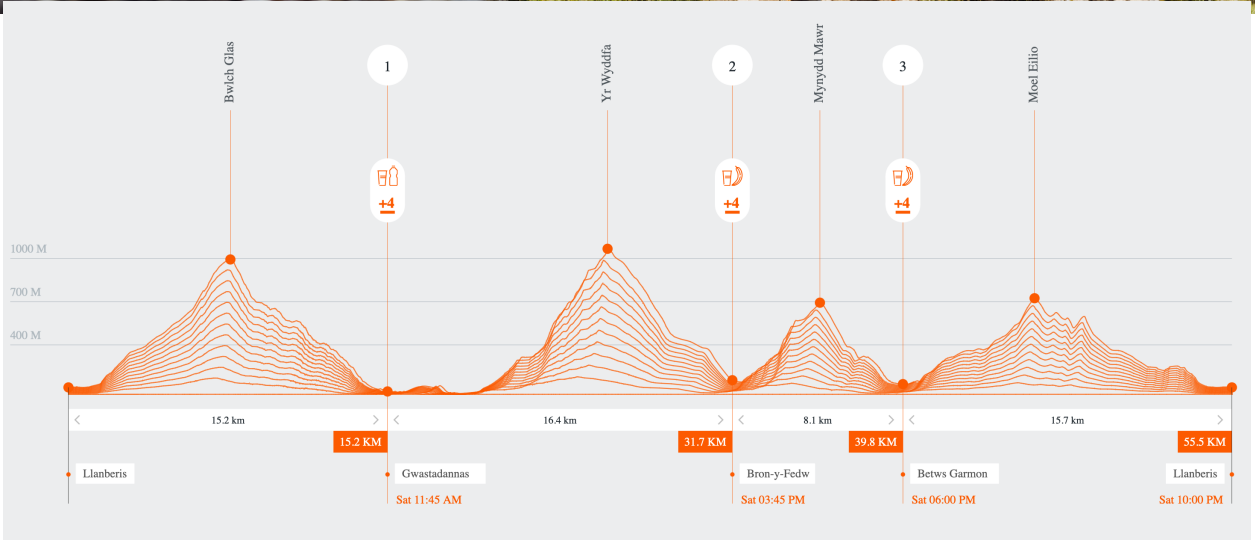 Bwlch Glas
1
Yr Wyddfa
2
Mynydd Mawr
3
Moel Eilio
+4
+4
+4
1000 M
700 M
400 M
15.2 km
16.4 km
8.1 km
15.7 km
15.2 KM
31.7 KM
39.8 KM
55.5 KM
Llanberis
Gwastadannas
Bron-y-Fedw
Betws Garmon
Llanberis
Sat 11:45 AM
Sat 03:45 PM
Sat 06:00 PM
Sat 10:00 PM